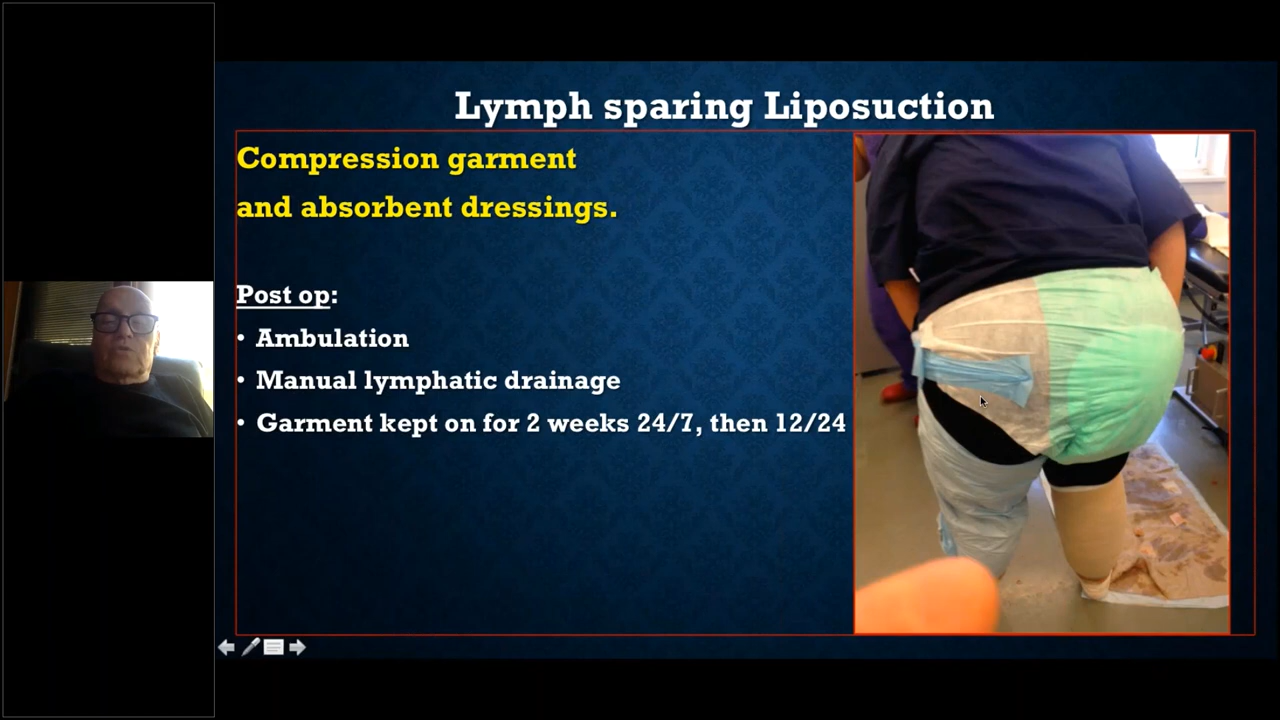 Lymph sparing Liposuction
Compression garment
and absorbent dressings.
Post op:
• Ambulation
• Manual lymphatic drainage
• Garment kept on for 2 weeks 24/7, then 12/24